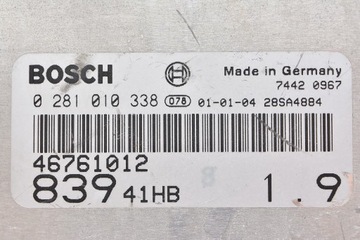 BOSCH Made in Germany
7442 0967
0 281 010 338 078 01-01-04 28SA4884
46761012
839 41HB 1.9